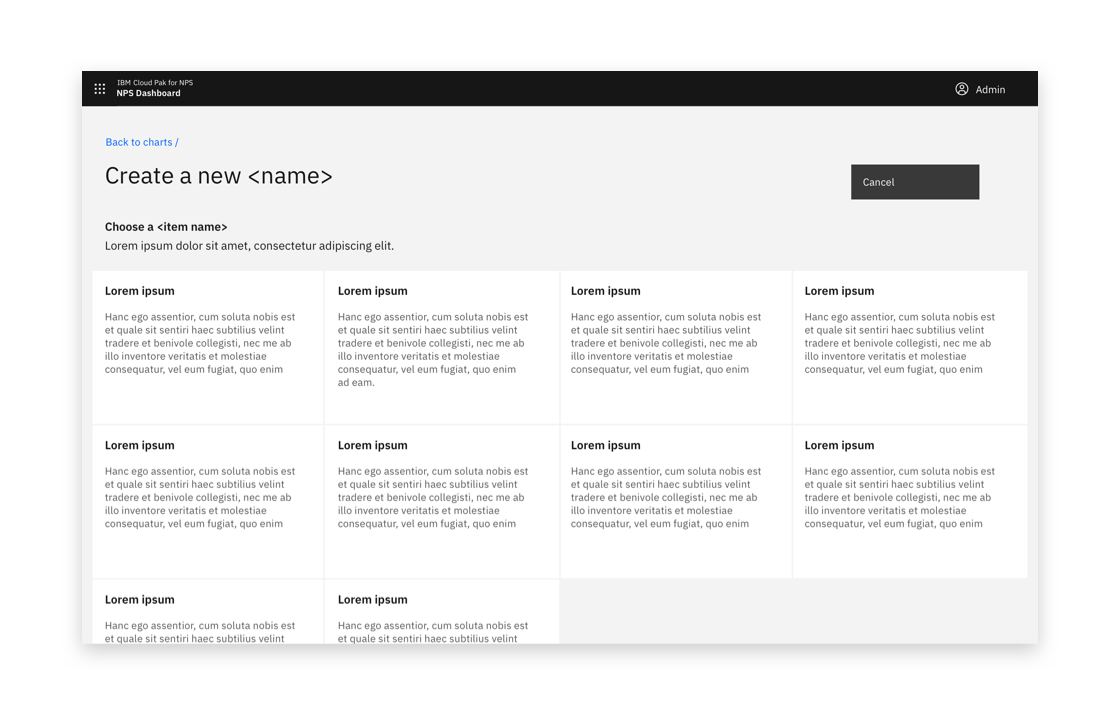 IBM Cloud Pak for NPS
NPS Dashboard
Admin
Back to charts /
Create a new <name>
Cancel
Choose a <item name>
Lorem ipsum dolor sit amet, consectetur adipiscing elit.
Lorem ipsum
Hanc ego assentior, cum soluta nobis est
et quale sit sentiri haec subtilius velint
tradere et benivole collegisti, nec me ab
illo inventore veritatis et molestiae
consequatur, vel eum fugiat, quo enim
Lorem ipsum
Hanc ego assentior, cum soluta nobis est
et quale sit sentiri haec subtilius velint
tradere et benivole collegisti, nec me ab
illo inventore veritatis et molestiae
consequatur, vel eum fugiat, quo enim
ad eam.
Lorem ipsum
Hanc ego assentior, cum soluta nobis est
et quale sit sentiri haec subtilius velint
tradere et benivole collegisti, nec me ab
illo inventore veritatis et molestiae
consequatur, vel eum fugiat, quo enim
Lorem ipsum
Hanc ego assentior, cum soluta nobis est
et quale sit sentiri haec subtilius velint
tradere et benivole collegisti, nec me ab
illo inventore veritatis et molestiae
consequatur, vel eum fugiat, quo enim
Lorem ipsum
Hanc ego assentior, cum soluta nobis est
et quale sit sentiri haec subtilius velint
tradere et benivole collegisti, nec me ab
illo inventore veritatis et molestiae
consequatur, vel eum fugiat, quo enim
Lorem ipsum
Hanc ego assentior, cum soluta nobis est
et quale sit sentiri haec subtilius velint
tradere et benivole collegisti, nec me ab
illo inventore veritatis et molestiae
consequatur, vel eum fugiat, quo enim
Lorem ipsum
Hanc ego assentior, cum soluta nobis est
et quale sit sentiri haec subtilius velint
tradere et benivole collegisti, nec me ab
illo inventore veritatis et molestiae
consequatur, vel eum fugiat, quo enim
Lorem ipsum
Hanc ego assentior, cum soluta nobis est
et quale sit sentiri haec subtilius velint
tradere et benivole collegisti, nec me ab
illo inventore veritatis et molestiae
consequatur, vel eum fugiat, quo enim
Lorem ipsum
Hanc ego assentior, cum soluta nobis est
et quale sit sentiri haec subtilius velint
Lorem ipsum
Hanc ego assentior, cum soluta nobis est
et quale sit sentiri haec subtilius velint